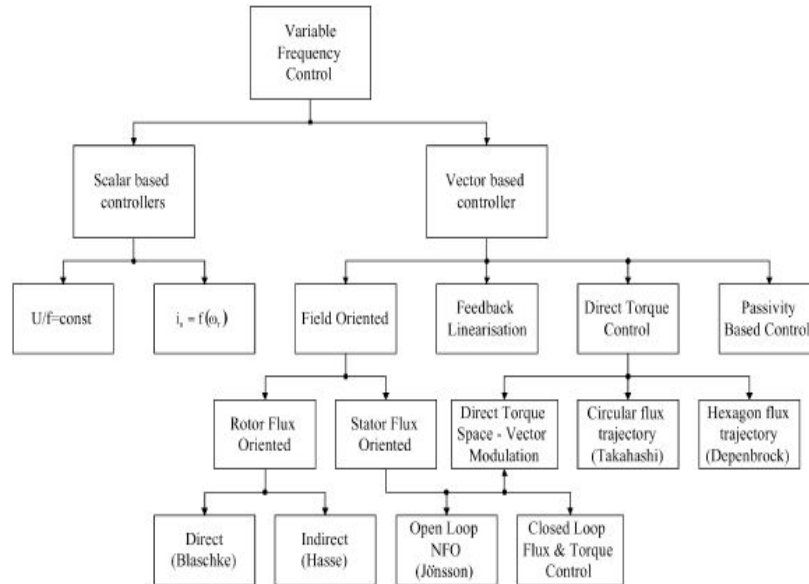 Variable
Frequency
Control
Scalar based
controllers
Vector based
controller
U/f=const
iₛ = f(ωᵣ)
Field Oriented
Feedback
Linearisation
Direct Torque
Control
Passivity
Based Control
Rotor Flux
Oriented
Stator Flux
Oriented
Direct Torque
Space - Vector
Modulation
Circular flux
trajectory
(Takahashi)
Hexagon flux
trajectory
(Depenbrock)
Direct
(Blaschke)
Indirect
(Hasse)
Open Loop
NFO
(Jönsson)
Closed Loop
Flux & Torque
Control